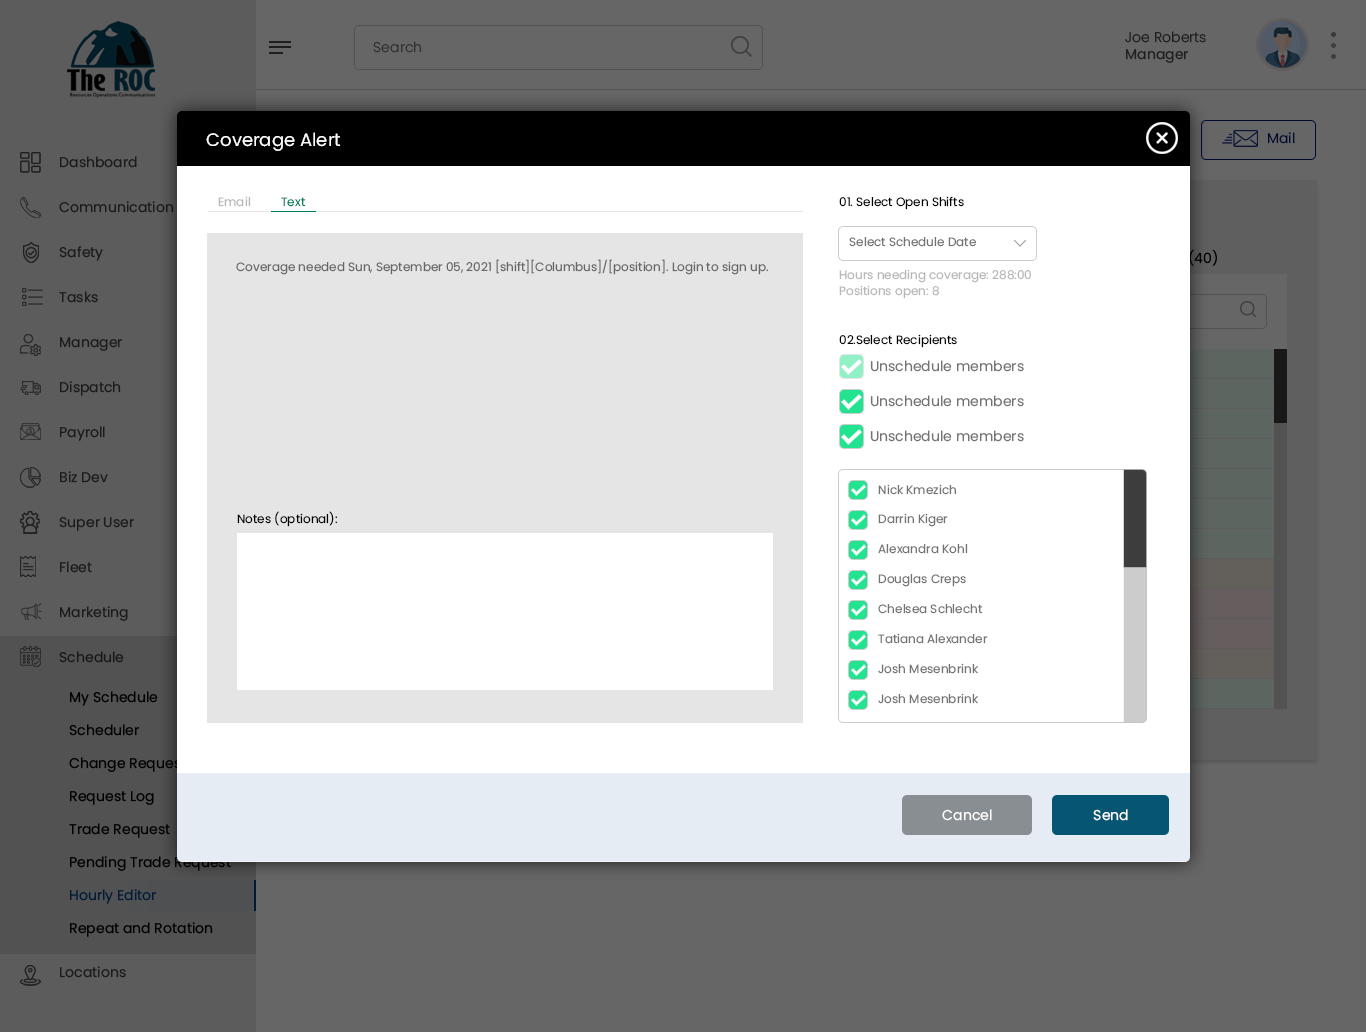 The ROC
Resources Operations Communications
Search
Joe Roberts
Manager
Mail
Dashboard
Communication
Safety
Tasks
Manager
Dispatch
Payroll
Biz Dev
Super User
Fleet
Marketing
Schedule
My Schedule
Scheduler
Change Reques
Request Log
Trade Request
Pending Trade Request
Hourly Editor
Repeat and Rotation
Locations
(40)
Coverage Alert
Email
Text
Coverage needed Sun, September 05, 2021 [shift][Columbus]/[position]. Login to sign up.
Notes (optional):
01. Select Open Shifts
Select Schedule Date
Hours needing coverage: 288:00
Positions open: 8
02.Select Recipients
Unschedule members
Unschedule members
Unschedule members
Nick Kmezich
Darrin Kiger
Alexandra Kohl
Douglas Creps
Chelsea Schlecht
Tatiana Alexander
Josh Mesenbrink
Josh Mesenbrink
Cancel
Send